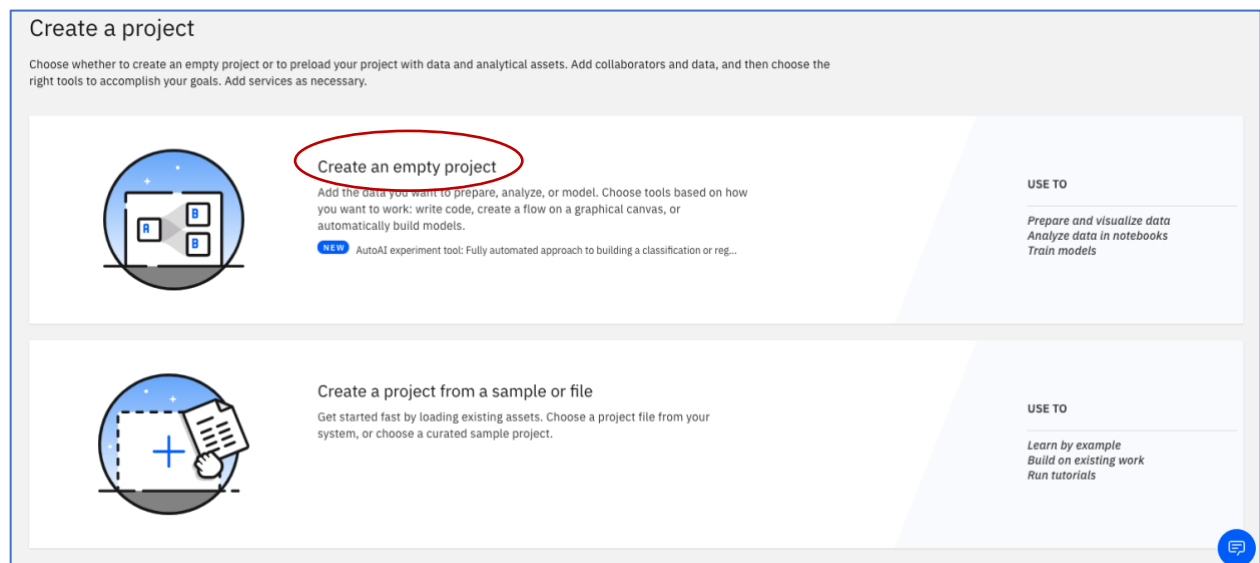 Create a project
Choose whether to create an empty project or to preload your project with data and analytical assets. Add collaborators and data, and then choose the
right tools to accomplish your goals. Add services as necessary.
Create an empty project
Add the data you want to prepare, analyze, or model. Choose tools based on how
you want to work: write code, create a flow on a graphical canvas, or
automatically build models.
NEW AutoAI experiment tool: Fully automated approach to building a classification or reg...
A
B
B
USE TO
Prepare and visualize data
Analyze data in notebooks
Train models
Create a project from a sample or file
Get started fast by loading existing assets. Choose a project file from your
system, or choose a curated sample project.
USE TO
Learn by example
Build on existing work
Run tutorials